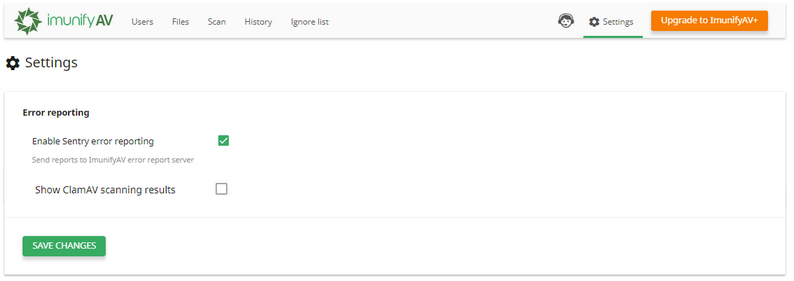 imunifyAV Users Files Scan History Ignore list Settings Upgrade to ImunifyAV+
Settings
Error reporting
Enable Sentry error reporting
Send reports to ImunifyAV error report server
Show ClamAV scanning results
SAVE CHANGES